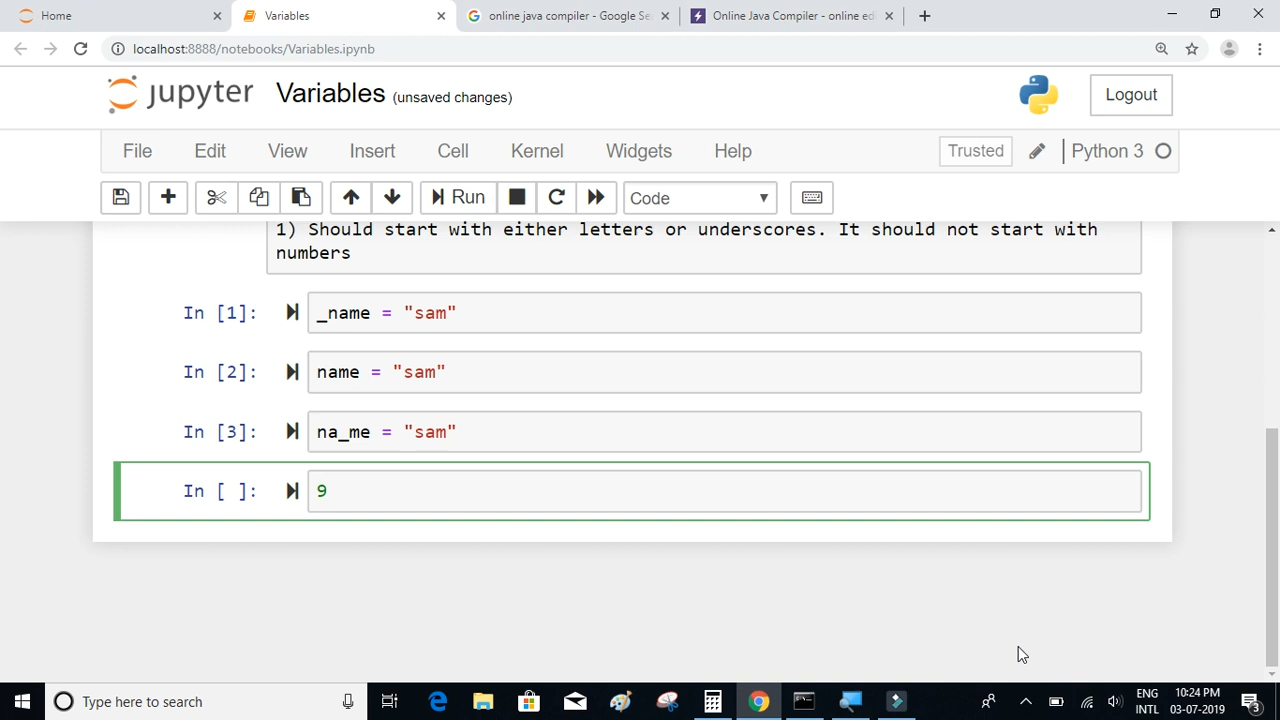 Home
Variables
online java compiler - Google Se
Online Java Compiler - online edi
localhost:8888/notebooks/Variables.ipynb
jupyter Variables (unsaved changes)
Logout
File Edit View Insert Cell Kernel Widgets Help Trusted Python 3
Run Code
1) Should start with either letters or underscores. It should not start with
numbers
In [1]: _name = "sam"
In [2]: name = "sam"
In [3]: na_me = "sam"
In [ ]: 9
Type here to search
ENG
INTL
10:24 PM
03-07-2019
3